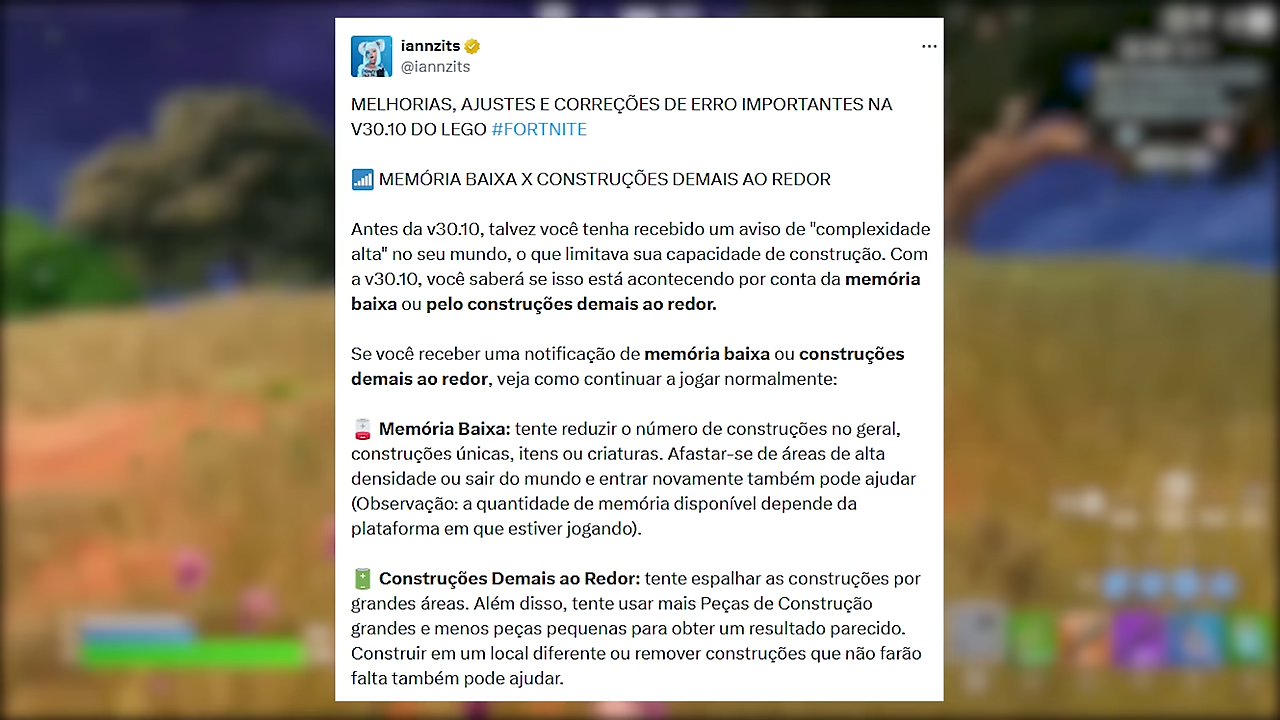 iannzits
@iannzits
MELHORIAS, AJUSTES E CORREÇÕES DE ERRO IMPORTANTES NA
V30.10 DO LEGO #FORTNITE
MEMÓRIA BAIXA X CONSTRUÇÕES DEMAIS AO REDOR
Antes da v30.10, talvez você tenha recebido um aviso de "complexidade
alta" no seu mundo, o que limitava sua capacidade de construção. Com
a v30.10, você saberá se isso está acontecendo por conta da memória
baixa ou pelo construções demais ao redor.
Se você receber uma notificação de memória baixa ou construções
demais ao redor, veja como continuar a jogar normalmente:
Memória Baixa: tente reduzir o número de construções no geral,
construções únicas, itens ou criaturas. Afastar-se de áreas de alta
densidade ou sair do mundo e entrar novamente também pode ajudar
(Observação: a quantidade de memória disponível depende da
plataforma em que estiver jogando).
Construções Demais ao Redor: tente espalhar as construções por
grandes áreas. Além disso, tente usar mais Peças de Construção
grandes e menos peças pequenas para obter um resultado parecido.
Construir em um local diferente ou remover construções que não farão
falta também pode ajudar.